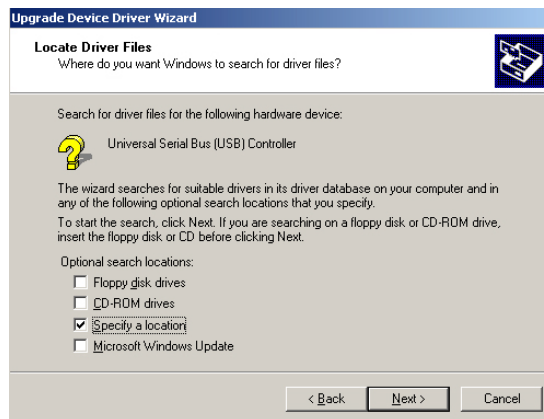 Upgrade Device Driver Wizard
Locate Driver Files
Where do you want Windows to search for driver files?
Search for driver files for the following hardware device:
Universal Serial Bus (USB) Controller
The wizard searches for suitable drivers in its driver database on your computer and in
any of the following optional search locations that you specify.
To start the search, click Next. If you are searching on a floppy disk or CD-ROM drive,
insert the floppy disk or CD before clicking Next.
Optional search locations:
Floppy disk drives
CD-ROM drives
Specify a location
Microsoft Windows Update
< Back Next > Cancel